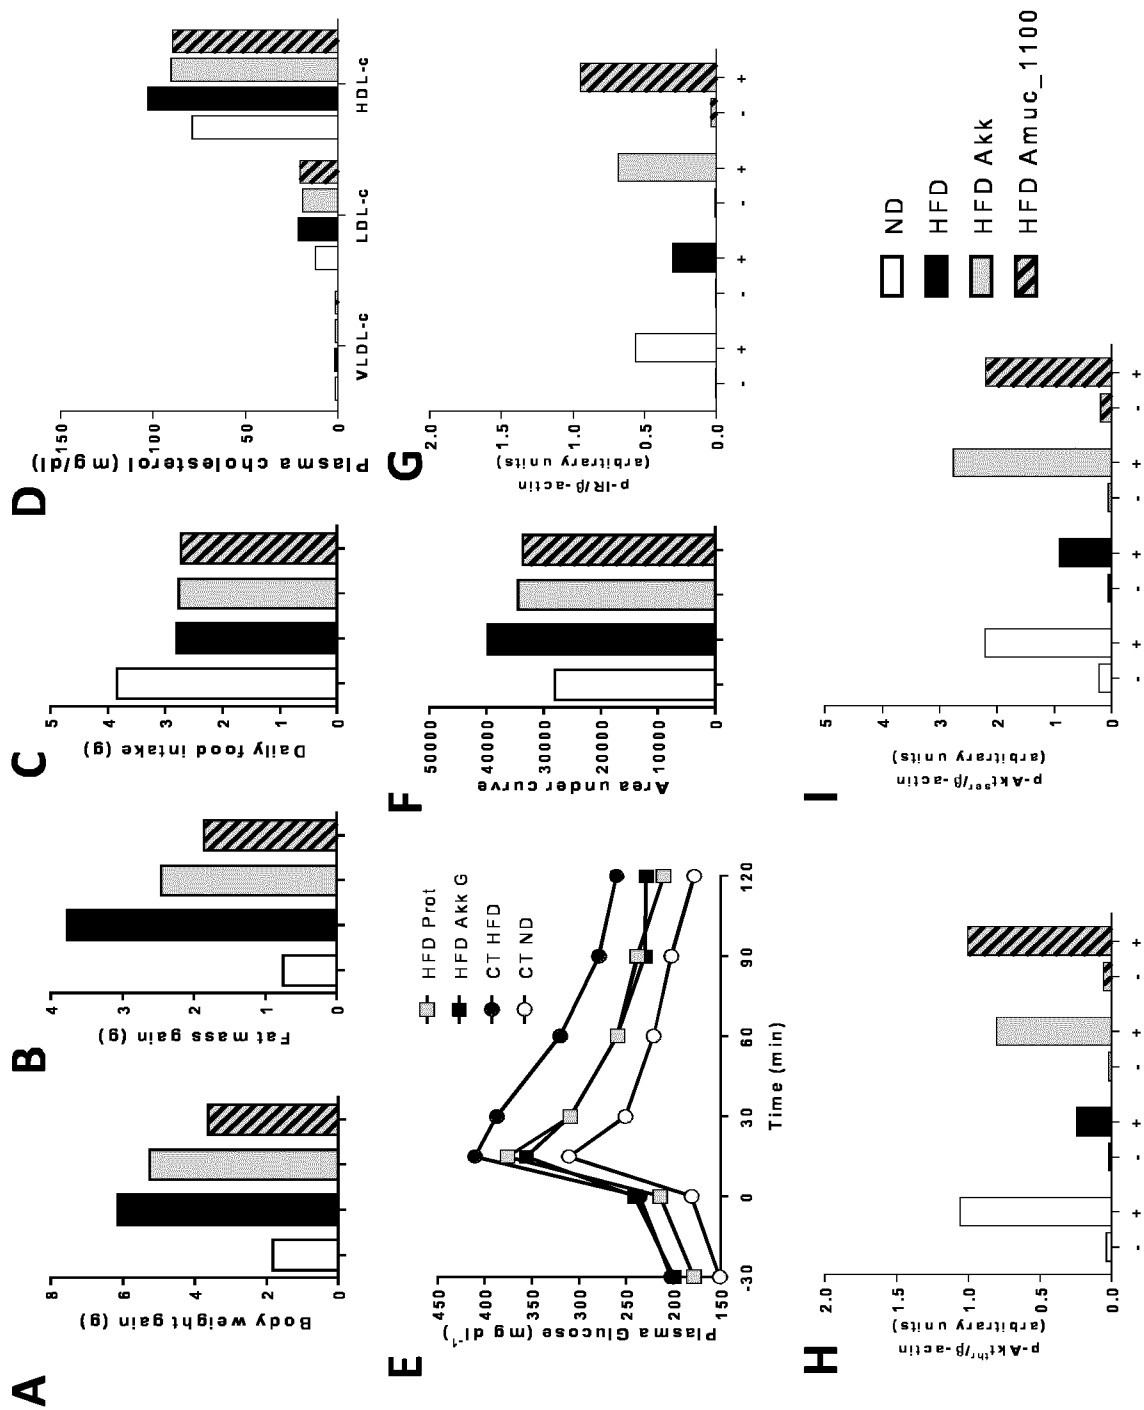 A
Body weight gain (g)
8
6
4
2
0
B
Fat mass gain (g)
4
3
2
1
0
C
Daily food intake (g)
5
4
3
2
1
0
D
Plasma cholesterol (mg/dl)
150
100
50
0
VLDL-c LDL-c HDL-c
E
Plasma Glucose (mg dl-1)
450
400
350
300
250
200
150
-30 0 30 60 90 120
Time (min)
HFD Prot
HFD Akk G
CT HFD
CT ND
F
Area under curve
50000
40000
30000
20000
10000
0
G
p-IR/β-actin
(arbitrary units)
2.0
1.5
1.0
0.5
0.0
- + - + - + - +
H
p-Aktthr/β-actin
(arbitrary units)
2.0
1.5
1.0
0.5
0.0
- + - + - + - +
I
p-Aktser/β-actin
(arbitrary units)
5
4
3
2
1
0
- + - + - + - +
ND
HFD
HFD Akk
HFD Amuc_1100